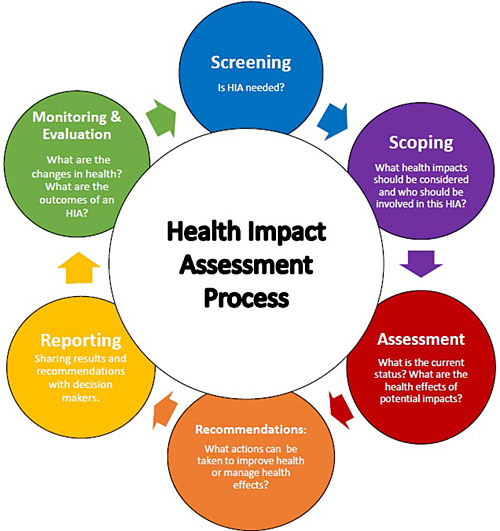 Screening
Is HIA needed?
Scoping
What health impacts
should be considered
and who should be
involved in this HIA?
Assessment
What is the current
status? What are the
health effects of
potential impacts?
Recommendations:
What actions can be
taken to improve health
or manage health
effects?
Reporting
Sharing results and
recommendations
with decision
makers.
Monitoring &
Evaluation
What are the
changes in health?
What are the
outcomes of an
HIA?
Health Impact
Assessment
Process